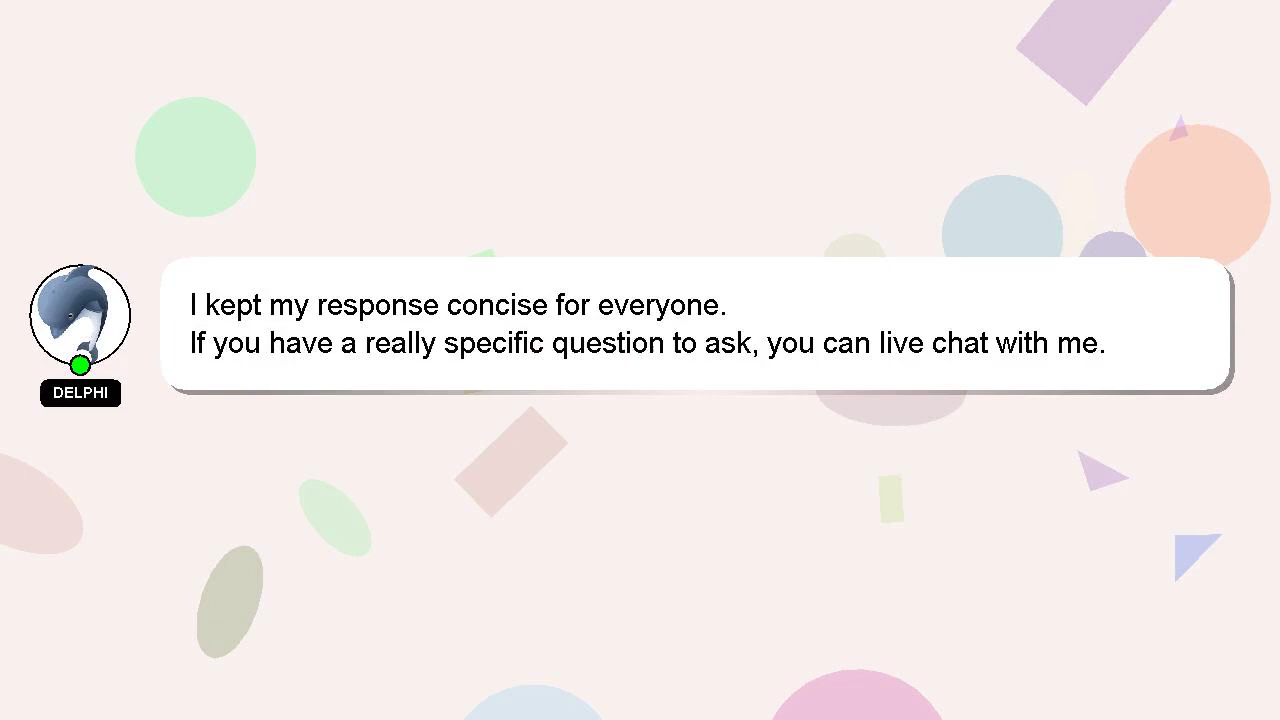 I kept my response concise for everyone.
If you have a really specific question to ask, you can live chat with me.
DELPHI